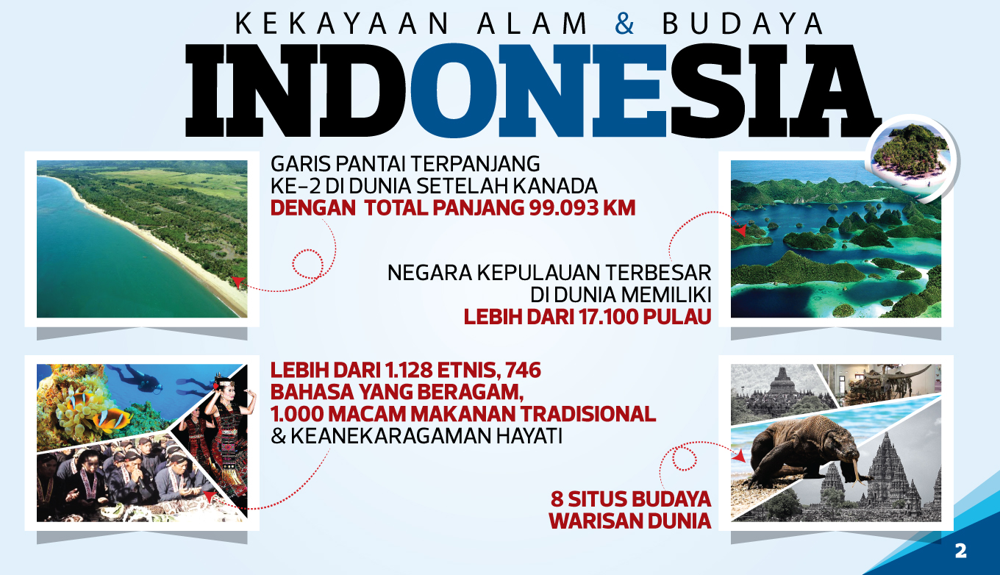 KEKAYAAN ALAM & BUDAYA
INDONESIA
GARIS PANTAI TERPANJANG
KE-2 DI DUNIA SETELAH KANADA
DENGAN TOTAL PANJANG 99.093 KM
NEGARA KEPULAUAN TERBESAR
DI DUNIA MEMILIKI
LEBIH DARI 17.100 PULAU
LEBIH DARI 1.128 ETNIS, 746
BAHASA YANG BERAGAM,
1.000 MACAM MAKANAN TRADISIONAL
& KEANEKARAGAMAN HAYATI
8 SITUS BUDAYA
WARISAN DUNIA
2